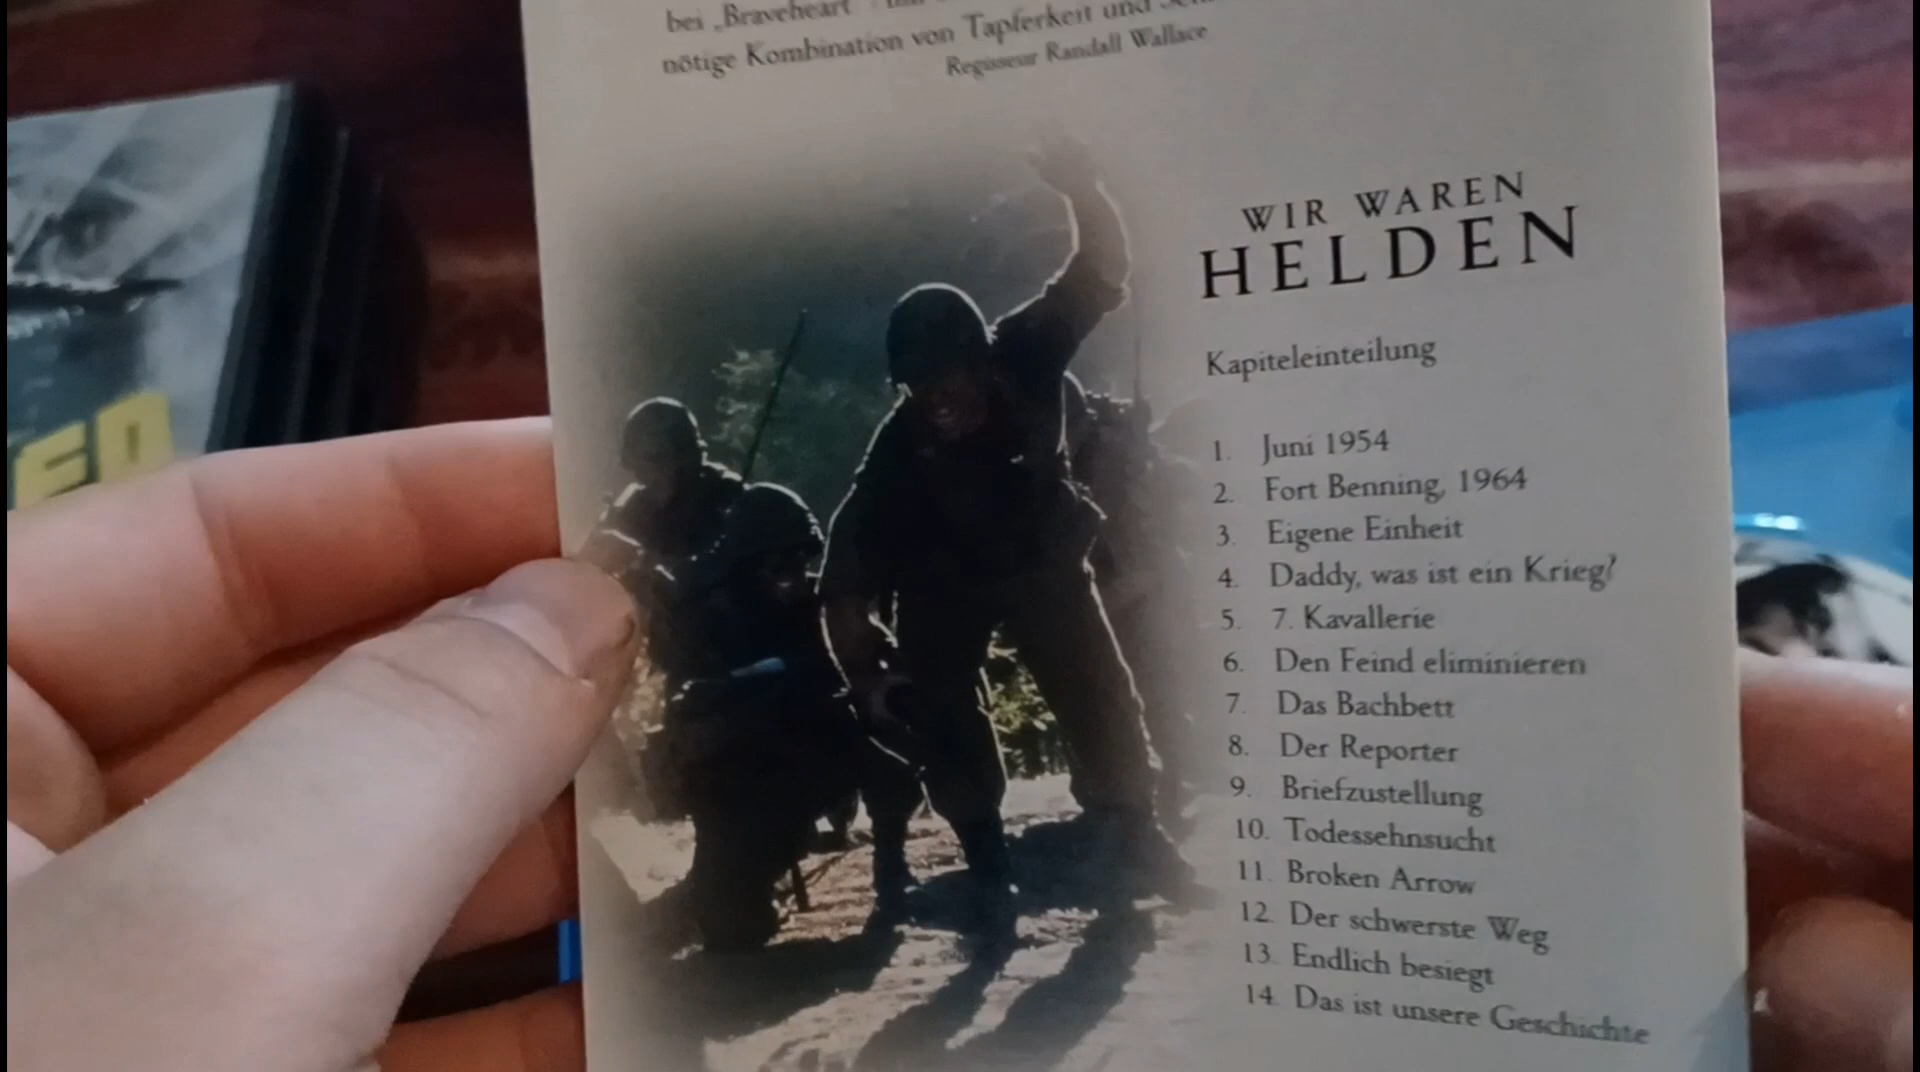 bei „Braveheart“
nötige Kombination von Tapferkeit und
Regisseur Randall Wallace
WIR WAREN
HELDEN
Kapiteleinteilung
1. Juni 1954
2. Fort Benning, 1964
3. Eigene Einheit
4. Daddy, was ist ein Krieg?
5. 7. Kavallerie
6. Den Feind eliminieren
7. Das Bachbett
8. Der Reporter
9. Briefzustellung
10. Todessehnsucht
11. Broken Arrow
12. Der schwerste Weg
13. Endlich besiegt
14. Das ist unsere Geschichte